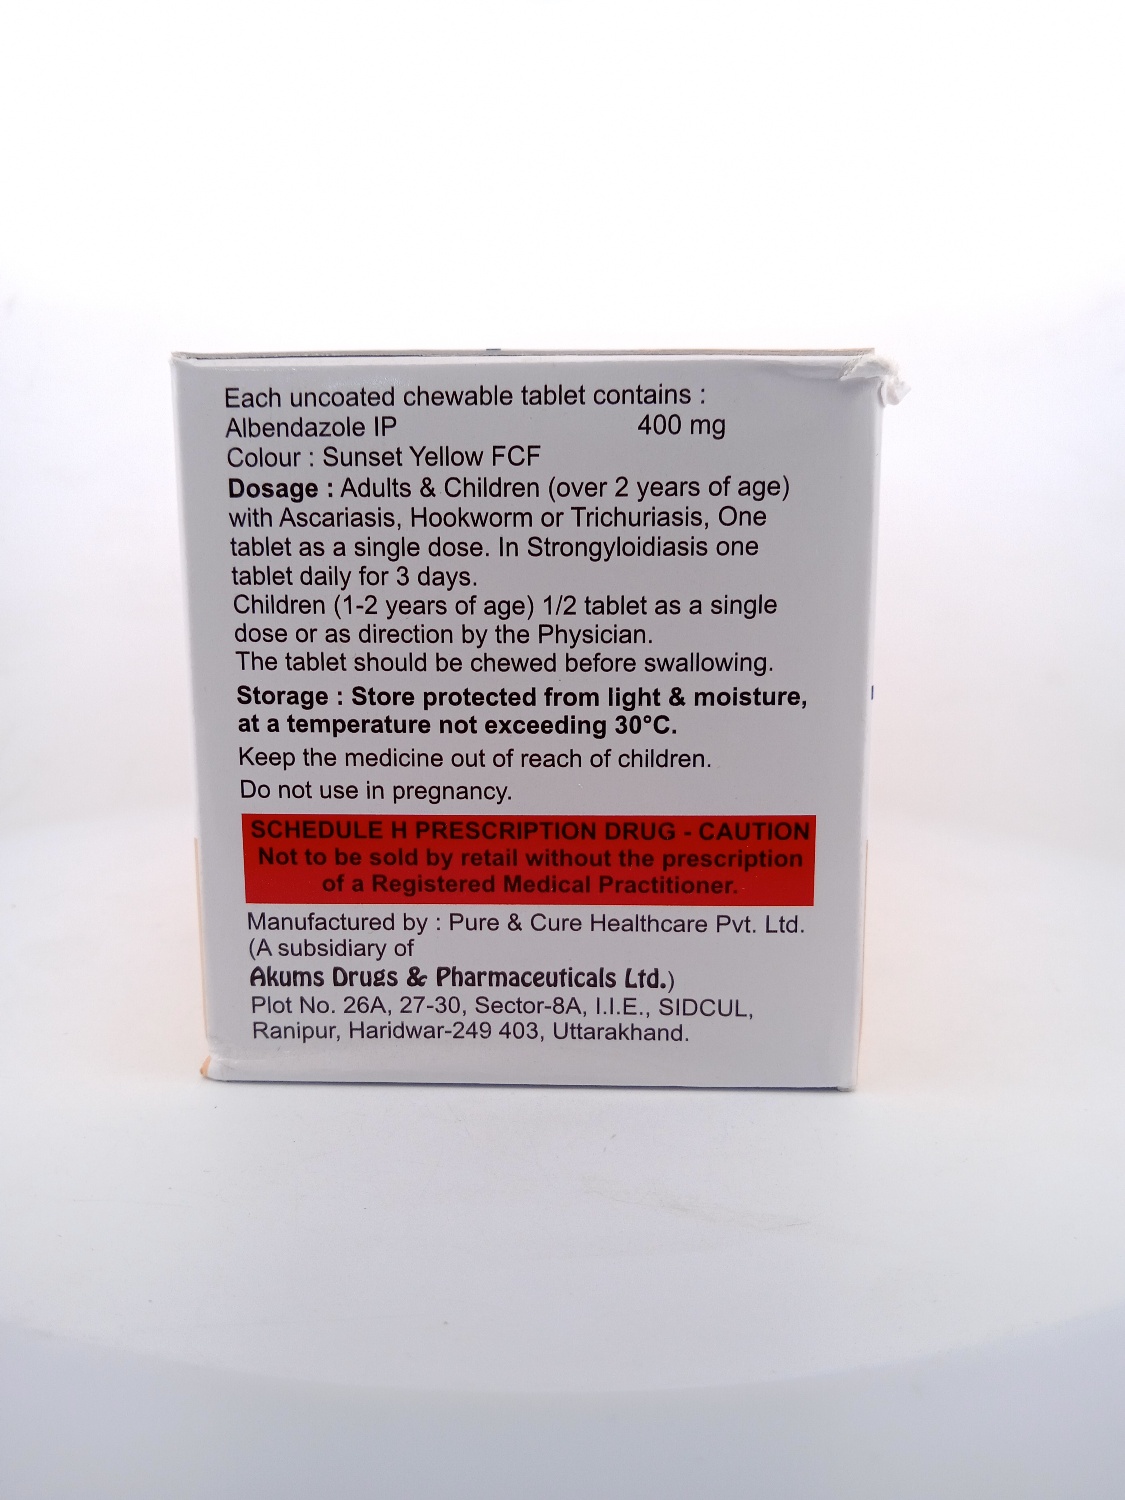 Each uncoated chewable tablet contains :
Albendazole IP 400 mg
Colour : Sunset Yellow FCF
Dosage : Adults & Children (over 2 years of age)
with Ascariasis, Hookworm or Trichuriasis, One
tablet as a single dose. In Strongyloidiasis one
tablet daily for 3 days.
Children (1-2 years of age) 1/2 tablet as a single
dose or as direction by the Physician.
The tablet should be chewed before swallowing.
Storage : Store protected from light & moisture,
at a temperature not exceeding 30°C.
Keep the medicine out of reach of children.
Do not use in pregnancy.
SCHEDULE H PRESCRIPTION DRUG - CAUTION
Not to be sold by retail without the prescription
of a Registered Medical Practitioner.
Manufactured by : Pure & Cure Healthcare Pvt. Ltd.
(A subsidiary of
Akums Drugs & Pharmaceuticals Ltd.)
Plot No. 26A, 27-30, Sector-8A, I.I.E., SIDCUL,
Ranipur, Haridwar-249 403, Uttarakhand.